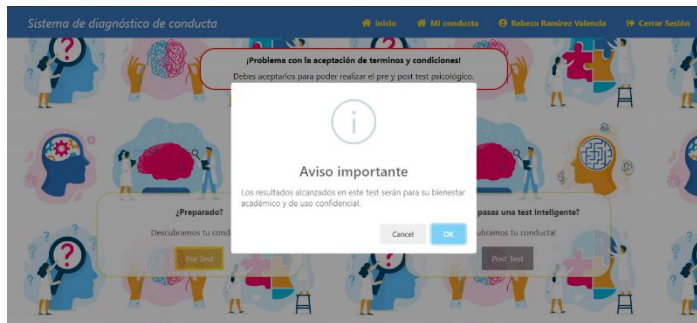 Sistema de diagnóstico de conducta
Inicio
Mi conducta
Rebeca Ramirez Valencia
Cerrar Sesión
¡Problema con la aceptación de terminos y condiciones!
Debes aceptarlos para poder realizar el pre y post test psicológico.
Aviso importante
Los resultados alcanzados en este test serán para su bienestar
académico y de uso confidencial.
Cancel
OK
¿Preparado?
Descubramos tu cond
Pre Test
pasas una test inteligente?
ubramos tu conducta!
Post Test